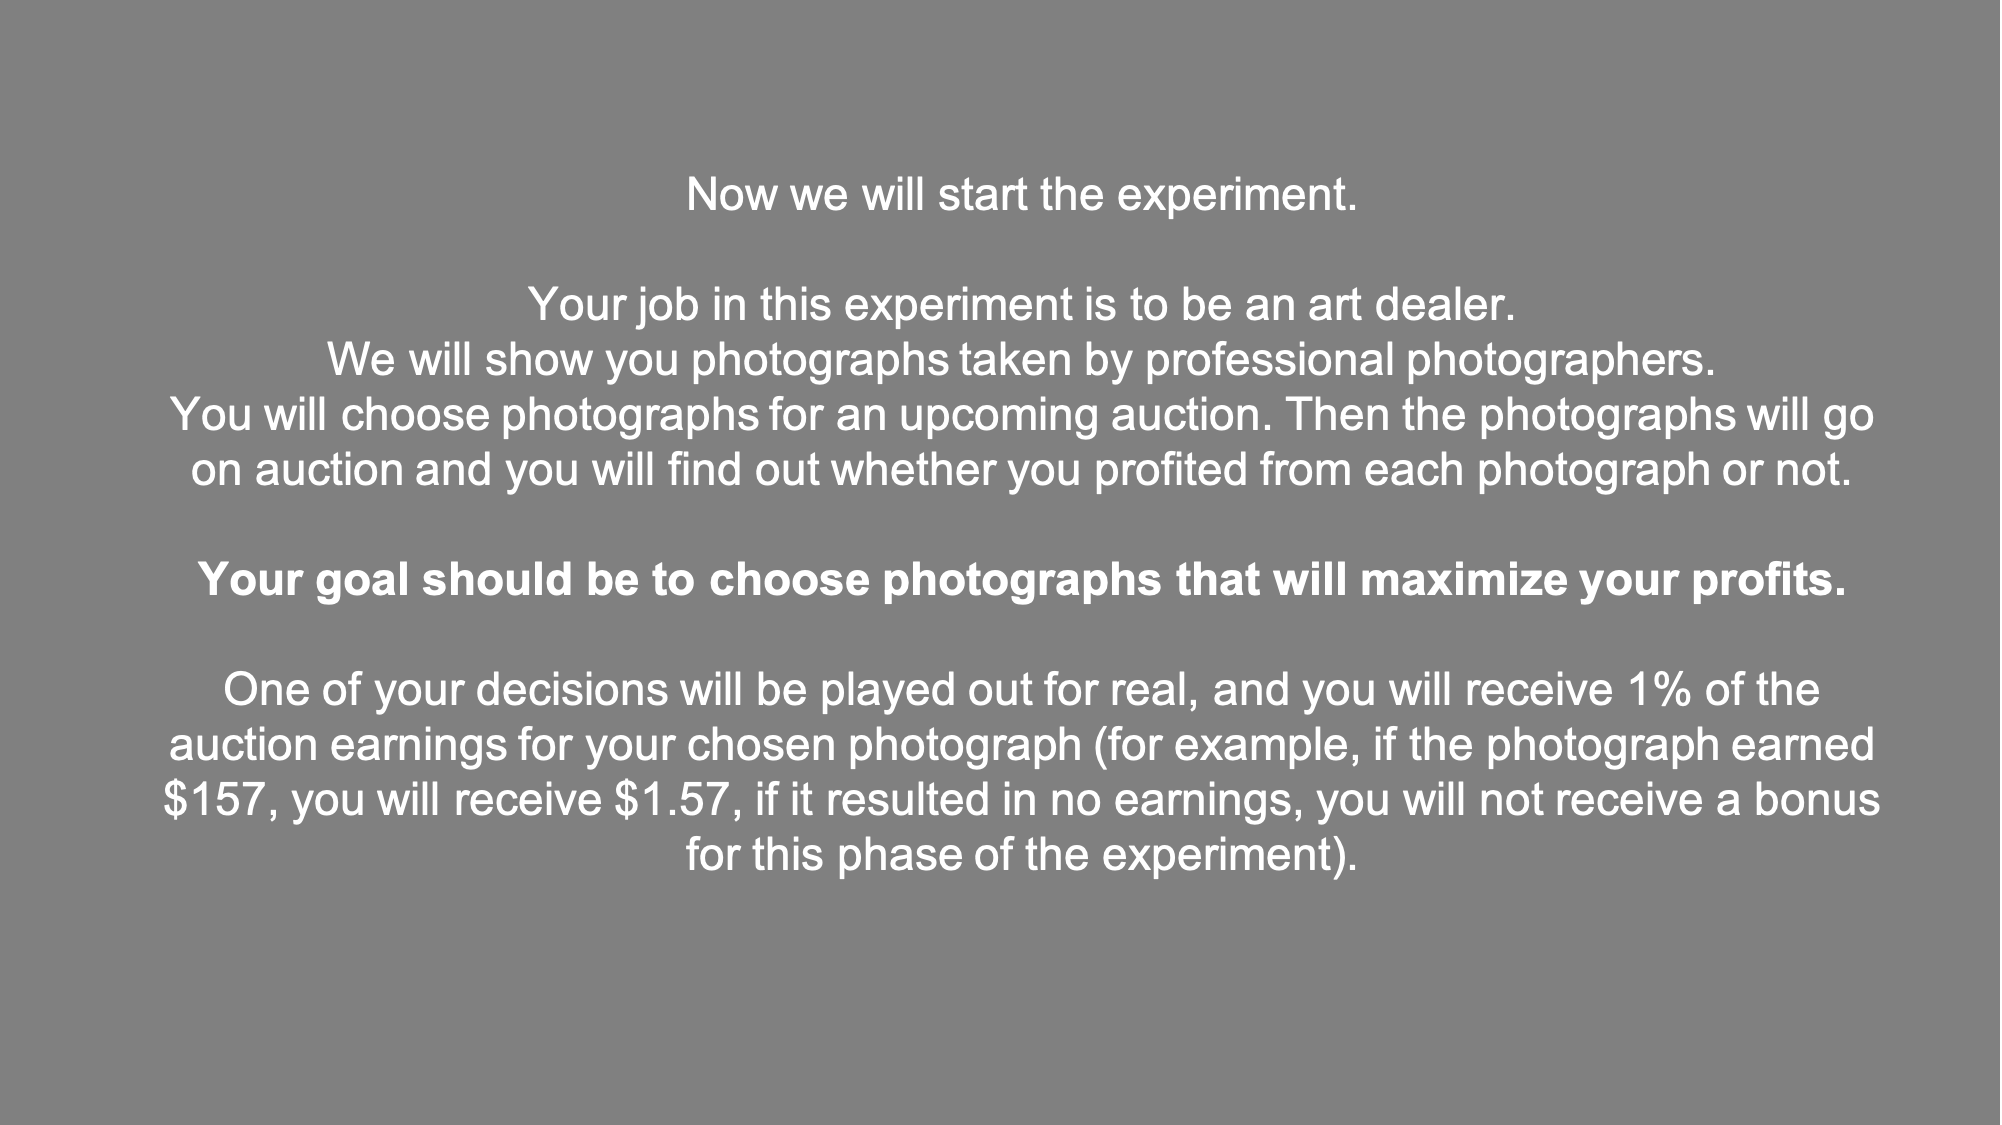 Now we will start the experiment.
Your job in this experiment is to be an art dealer.
We will show you photographs taken by professional photographers.
You will choose photographs for an upcoming auction. Then the photographs will go
on auction and you will find out whether you profited from each photograph or not.
Your goal should be to choose photographs that will maximize your profits.
One of your decisions will be played out for real, and you will receive 1% of the
auction earnings for your chosen photograph (for example, if the photograph earned
$157, you will receive $1.57, if it resulted in no earnings, you will not receive a bonus
for this phase of the experiment).